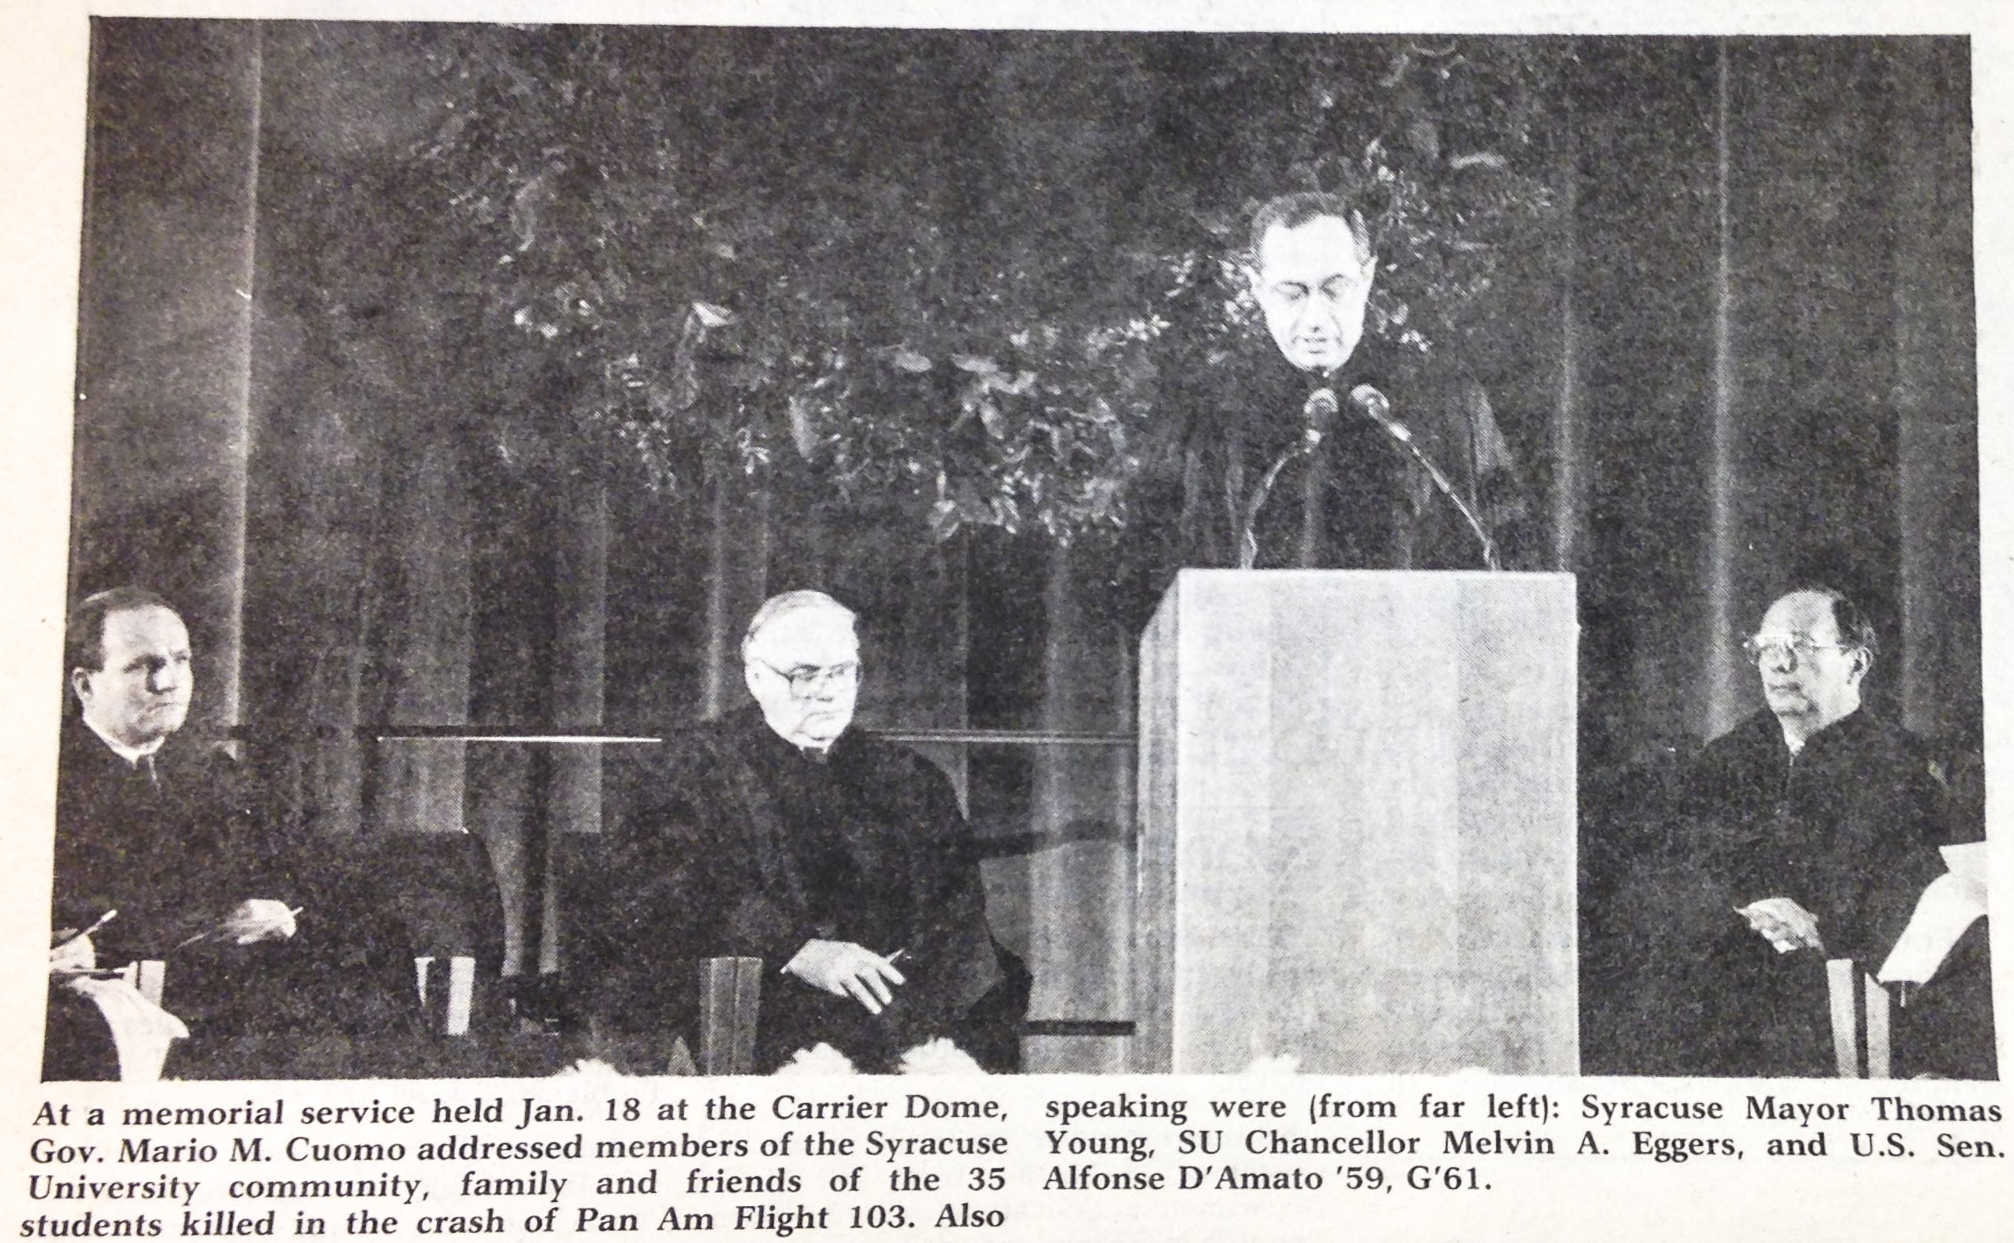 At a memorial service held Jan. 18 at the Carrier Dome,
Gov. Mario M. Cuomo addressed members of the Syracuse
University community, family and friends of the 35
students killed in the crash of Pan Am Flight 103. Also
speaking were (from far left): Syracuse Mayor Thomas
Young, SU Chancellor Melvin A. Eggers, and U.S. Sen.
Alfonse D'Amato '59, G'61.